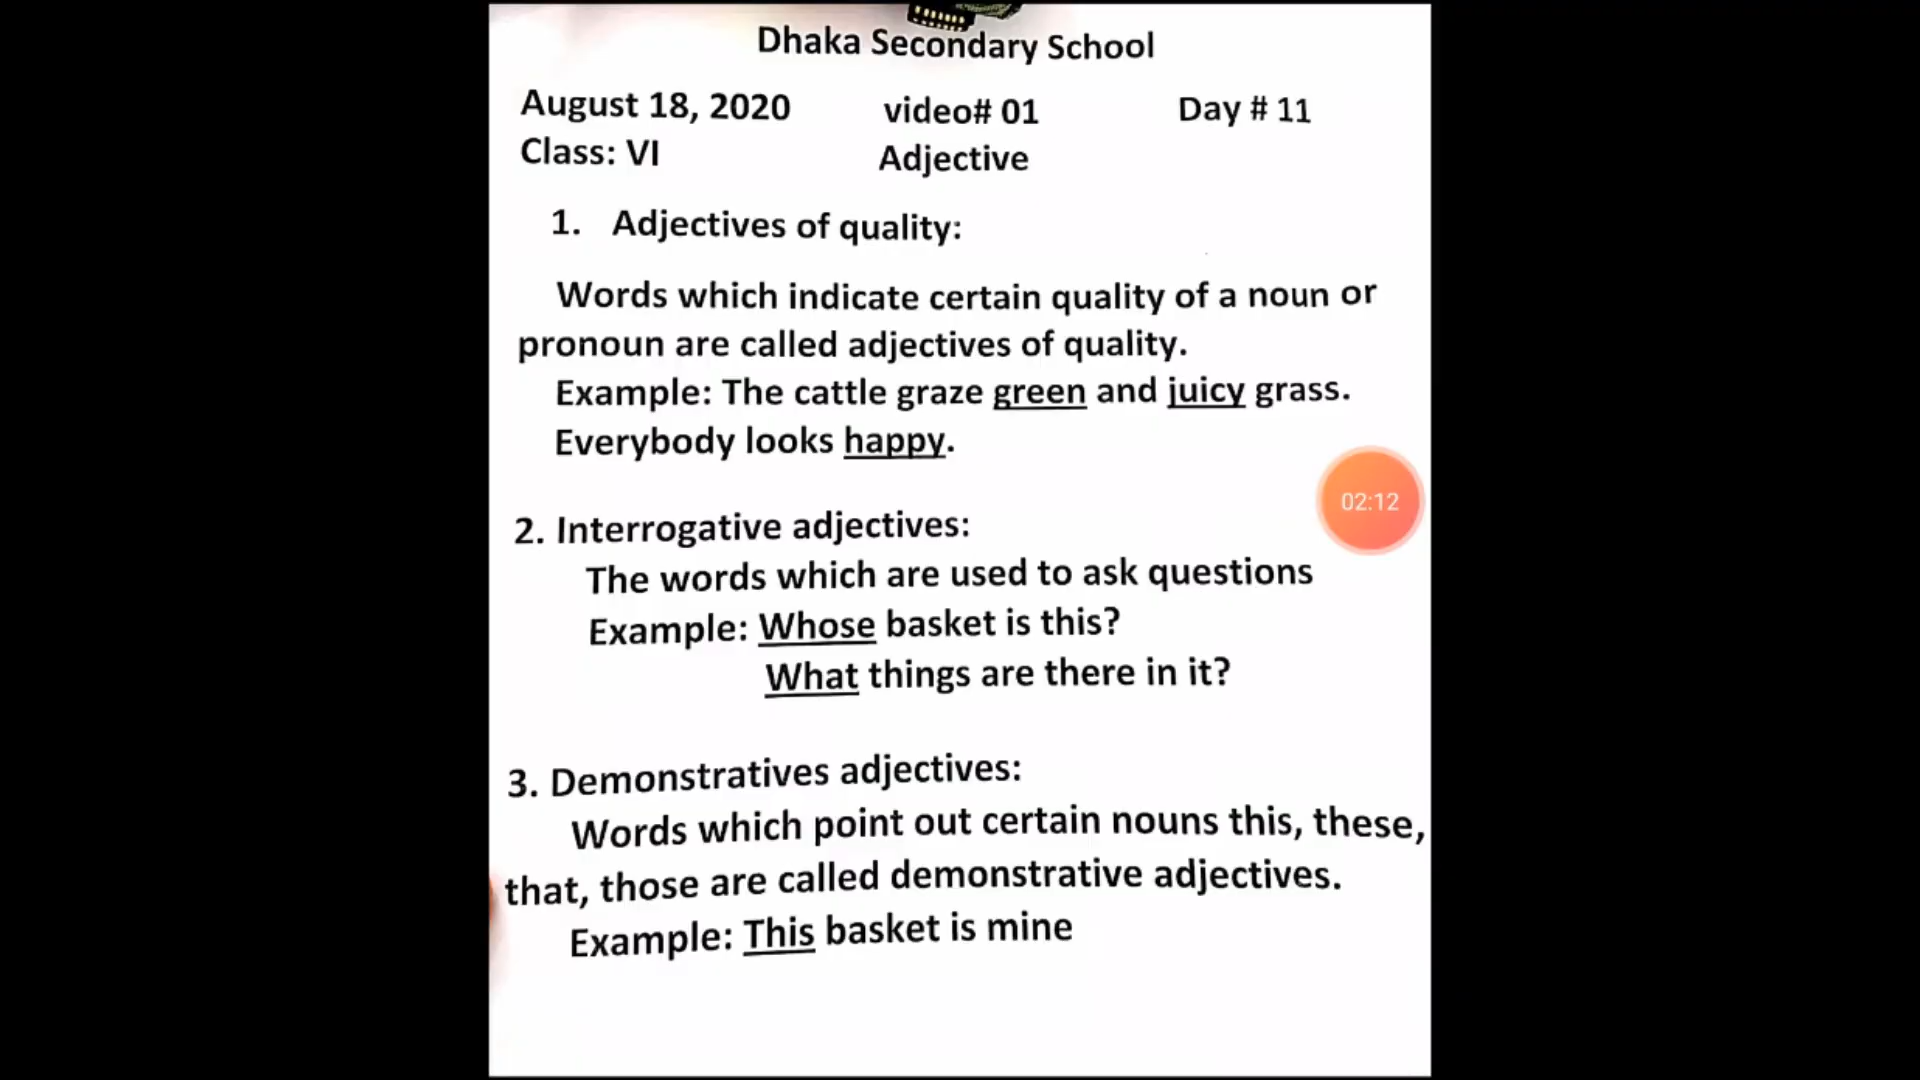 Dhaka Secondary School
August 18, 2020 video# 01 Day # 11
Class: VI Adjective
1. Adjectives of quality:
Words which indicate certain quality of a noun or
pronoun are called adjectives of quality.
Example: The cattle graze green and juicy grass.
Everybody looks happy.
02:12
2. Interrogative adjectives:
The words which are used to ask questions
Example: Whose basket is this?
What things are there in it?
3. Demonstratives adjectives:
Words which point out certain nouns this, these,
that, those are called demonstrative adjectives.
Example: This basket is mine